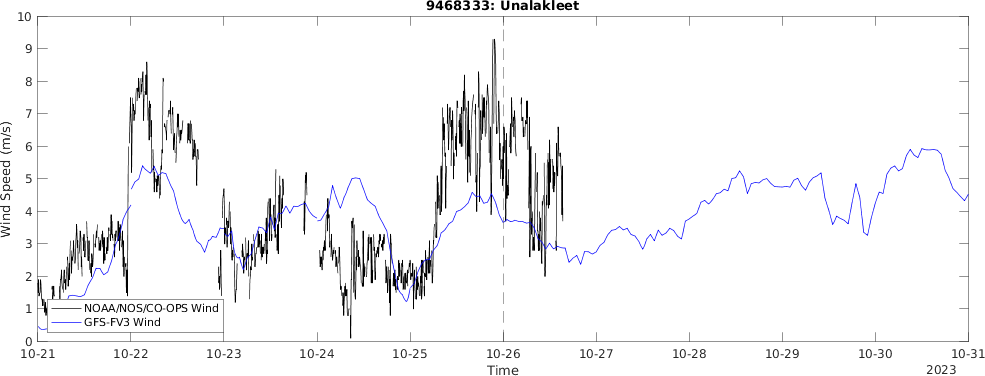 9468333: Unalakleet
Wind Speed (m/s)
10
9
8
7
6
5
4
3
2
1
0
NOAA/NOS/CO-OPS Wind
GFS-FV3 Wind
10-21 10-22 10-23 10-24 10-25 10-26 10-27 10-28 10-29 10-30 10-31
Time
2023